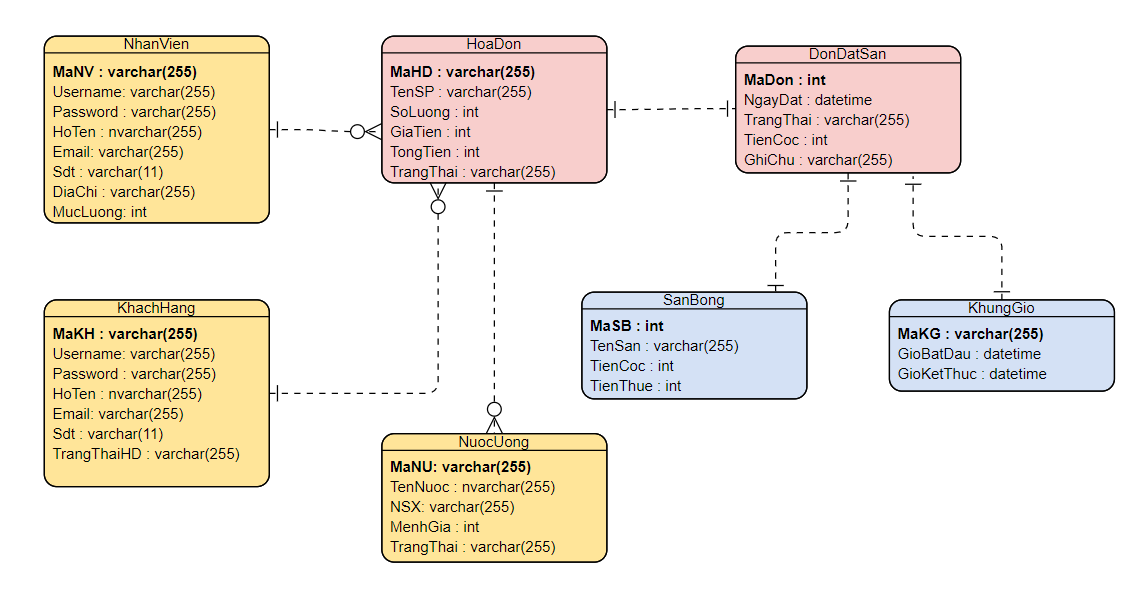 NhanVien
MaNV : varchar(255)
Username: varchar(255)
Password : varchar(255)
HoTen : nvarchar(255)
Email: varchar(255)
Sdt : varchar(11)
DiaChi : varchar(255)
MucLuong: int
HoaDon
MaHD : varchar(255)
TenSP : varchar(255)
SoLuong : int
GiaTien : int
TongTien : int
TrangThai : varchar(255)
DonDatSan
MaDon : int
NgayDat : datetime
TrangThai : varchar(255)
TienCoc : int
GhiChu : varchar(255)
KhachHang
MaKH : varchar(255)
Username: varchar(255)
Password : varchar(255)
HoTen : nvarchar(255)
Email: varchar(255)
Sdt : varchar(11)
TrangThaiHD : varchar(255)
NuocUong
MaNU: varchar(255)
TenNuoc : nvarchar(255)
NSX: varchar(255)
MenhGia : int
TrangThai : varchar(255)
SanBong
MaSB : int
TenSan : varchar(255)
TienCoc : int
TienThue : int
KhungGio
MaKG : varchar(255)
GioBatDau : datetime
GioKetThuc : datetime